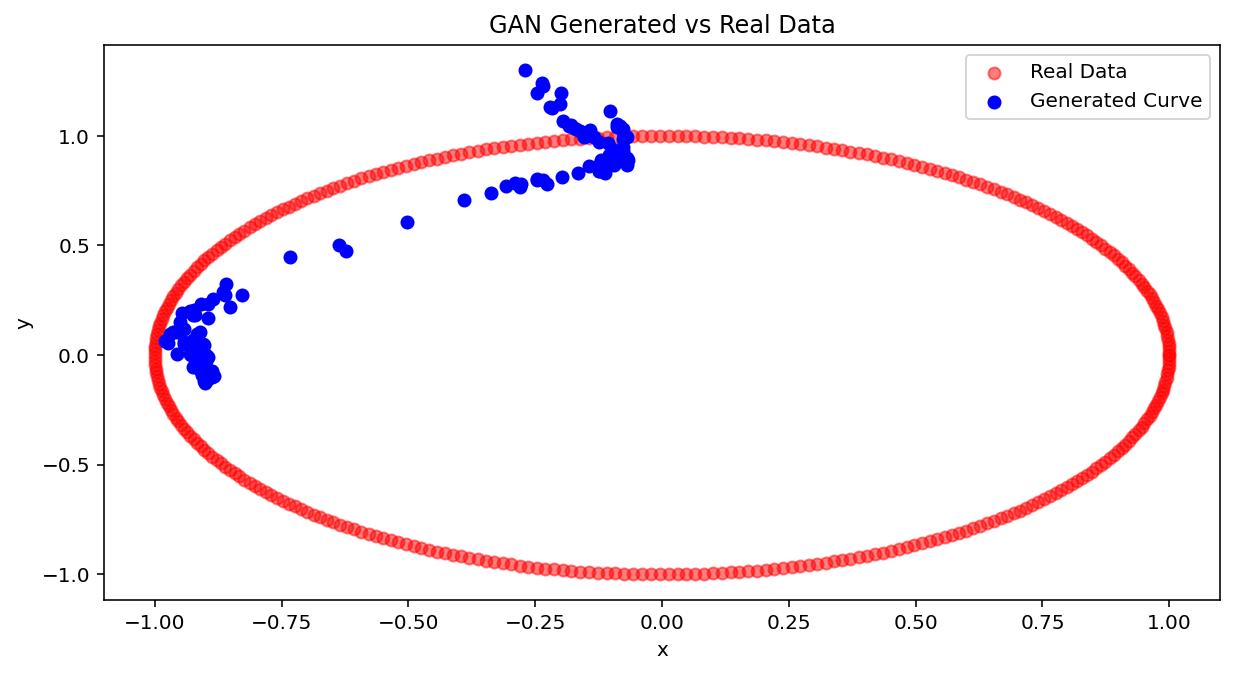 GAN Generated vs Real Data
Real Data
Generated Curve
y
1.0
0.5
0.0
−0.5
−1.0
−1.00 −0.75 −0.50 −0.25 0.00 0.25 0.50 0.75 1.00
x